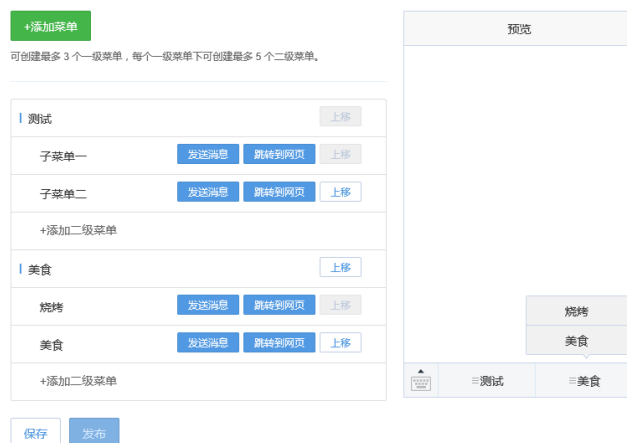 +添加菜单
可创建最多 3 个一级菜单，每个一级菜单下可创建最多 5 个二级菜单。
测试 上移
子菜单一 发送消息 跳转到网页 上移
子菜单二 发送消息 跳转到网页 上移
+添加二级菜单
美食 上移
烧烤 发送消息 跳转到网页 上移
美食 发送消息 跳转到网页 上移
+添加二级菜单
保存 发布
预览
烧烤
美食
≡测试 ≡美食